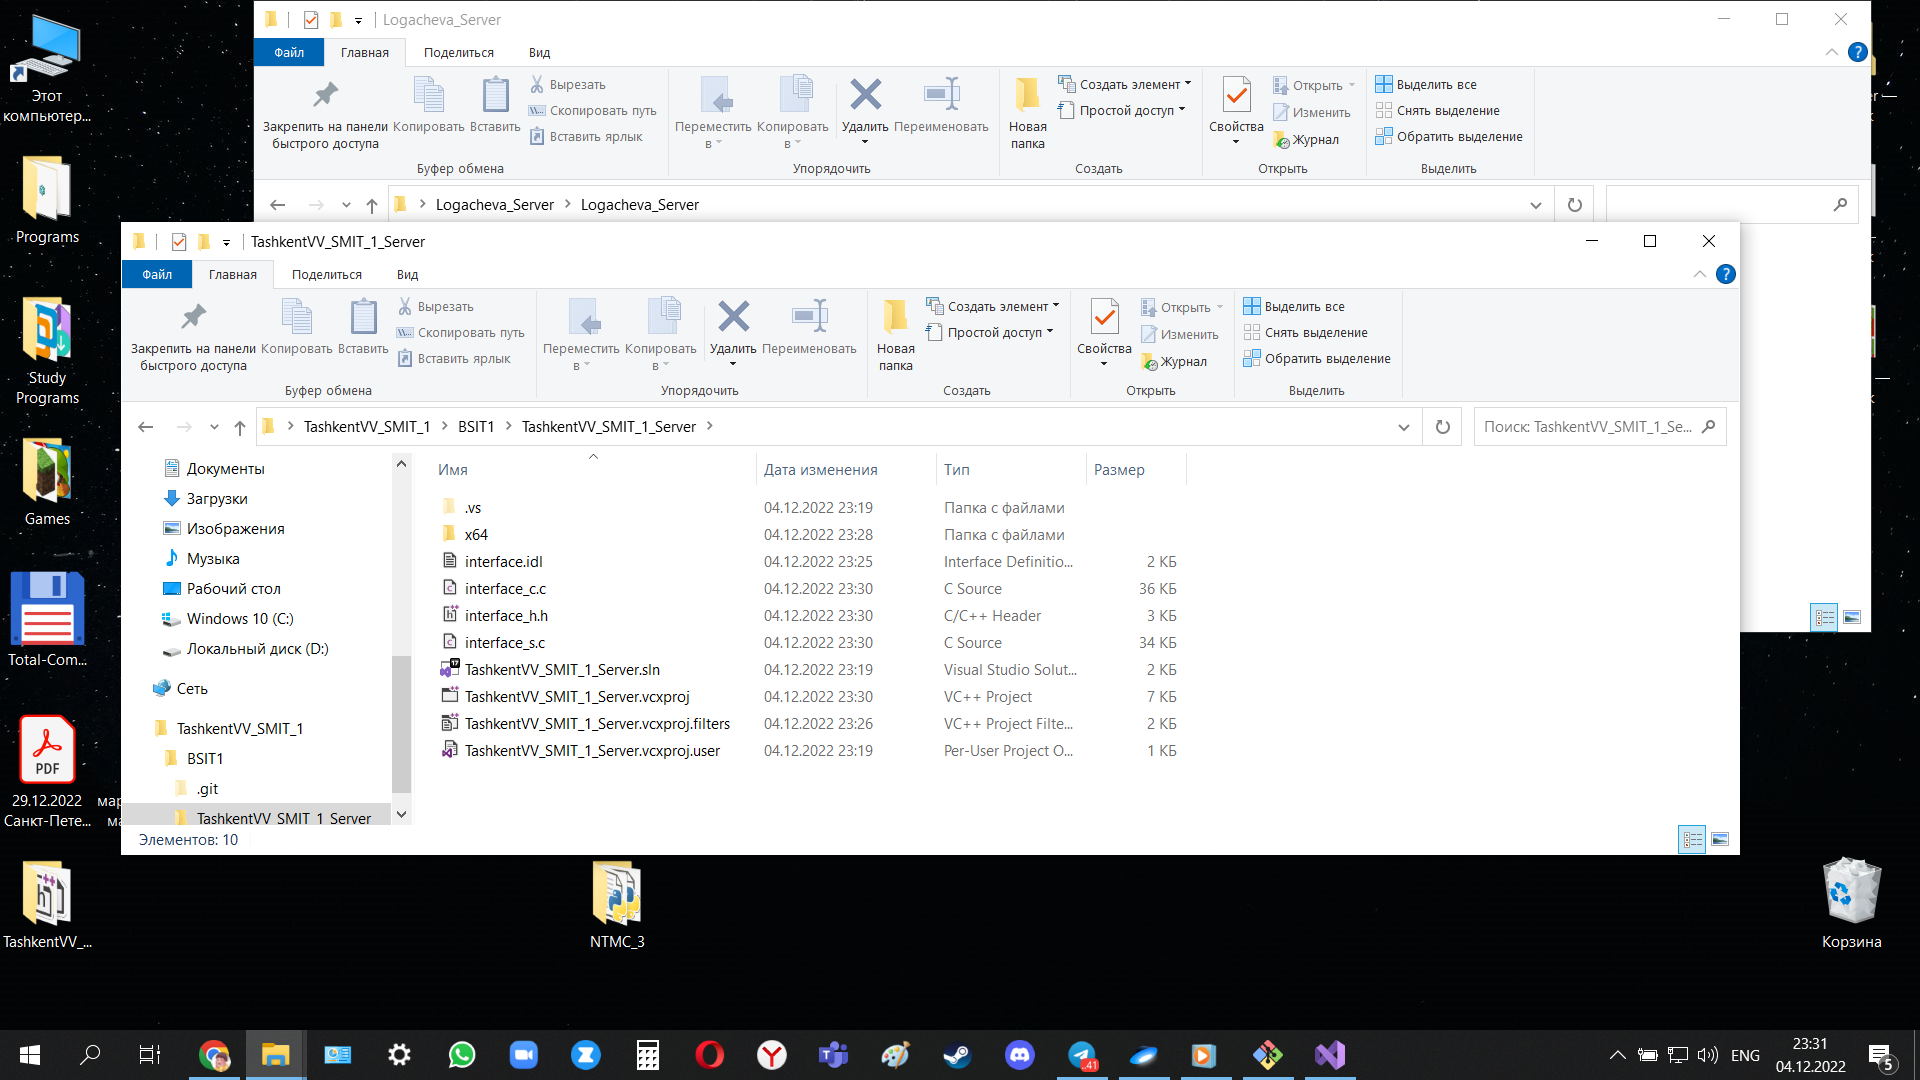 Logacheva_Server
Файл Главная Поделиться Вид
Закрепить на панели быстрого доступа
Копировать
Вставить
Вырезать
Скопировать путь
Вставить ярлык
Буфер обмена
Переместить в
Копировать в
Удалить
Переименовать
Упорядочить
Новая папка
Создать элемент
Простой доступ
Создать
Свойства
Открыть
Изменить
Журнал
Открыть
Выделить все
Снять выделение
Обратить выделение
Выделить
Logacheva_Server Logacheva_Server
TashkentVV_SMIT_1_Server
Файл Главная Поделиться Вид
Закрепить на панели быстрого доступа
Копировать
Вставить
Вырезать
Скопировать путь
Вставить ярлык
Буфер обмена
Переместить в
Копировать в
Удалить
Переименовать
Упорядочить
Новая папка
Создать элемент
Простой доступ
Создать
Свойства
Открыть
Изменить
Журнал
Открыть
Выделить все
Снять выделение
Обратить выделение
Выделить
TashkentVV_SMIT_1 BSIT1 TashkentVV_SMIT_1_Server
Поиск: TashkentVV_SMIT_1_Se...
Документы
Загрузки
Изображения
Музыка
Рабочий стол
Windows 10 (C:)
Локальный диск (D:)
Сеть
TashkentVV_SMIT_1
BSIT1
.git
TashkentVV_SMIT_1_Server
Имя Дата изменения Тип Размер
.vs 04.12.2022 23:19 Папка с файлами
x64 04.12.2022 23:28 Папка с файлами
interface.idl 04.12.2022 23:25 Interface Definitio... 2 КБ
interface_c.c 04.12.2022 23:30 C Source 36 КБ
interface_h.h 04.12.2022 23:30 C/C++ Header 3 КБ
interface_s.c 04.12.2022 23:30 C Source 34 КБ
TashkentVV_SMIT_1_Server.sln 04.12.2022 23:19 Visual Studio Solut... 2 КБ
TashkentVV_SMIT_1_Server.vcxproj 04.12.2022 23:30 VC++ Project 7 КБ
TashkentVV_SMIT_1_Server.vcxproj.filters 04.12.2022 23:26 VC++ Project Filte... 2 КБ
TashkentVV_SMIT_1_Server.vcxproj.user 04.12.2022 23:19 Per-User Project O... 1 КБ
Элементов: 10
Этот
компьютер...
Programs
Study
Programs
Games
Total-Com...
PDF
29.12.2022
Санкт-Пете...
TashkentVV_...
NTMC_3
Корзина
41
ENG
23:31
04.12.2022
5